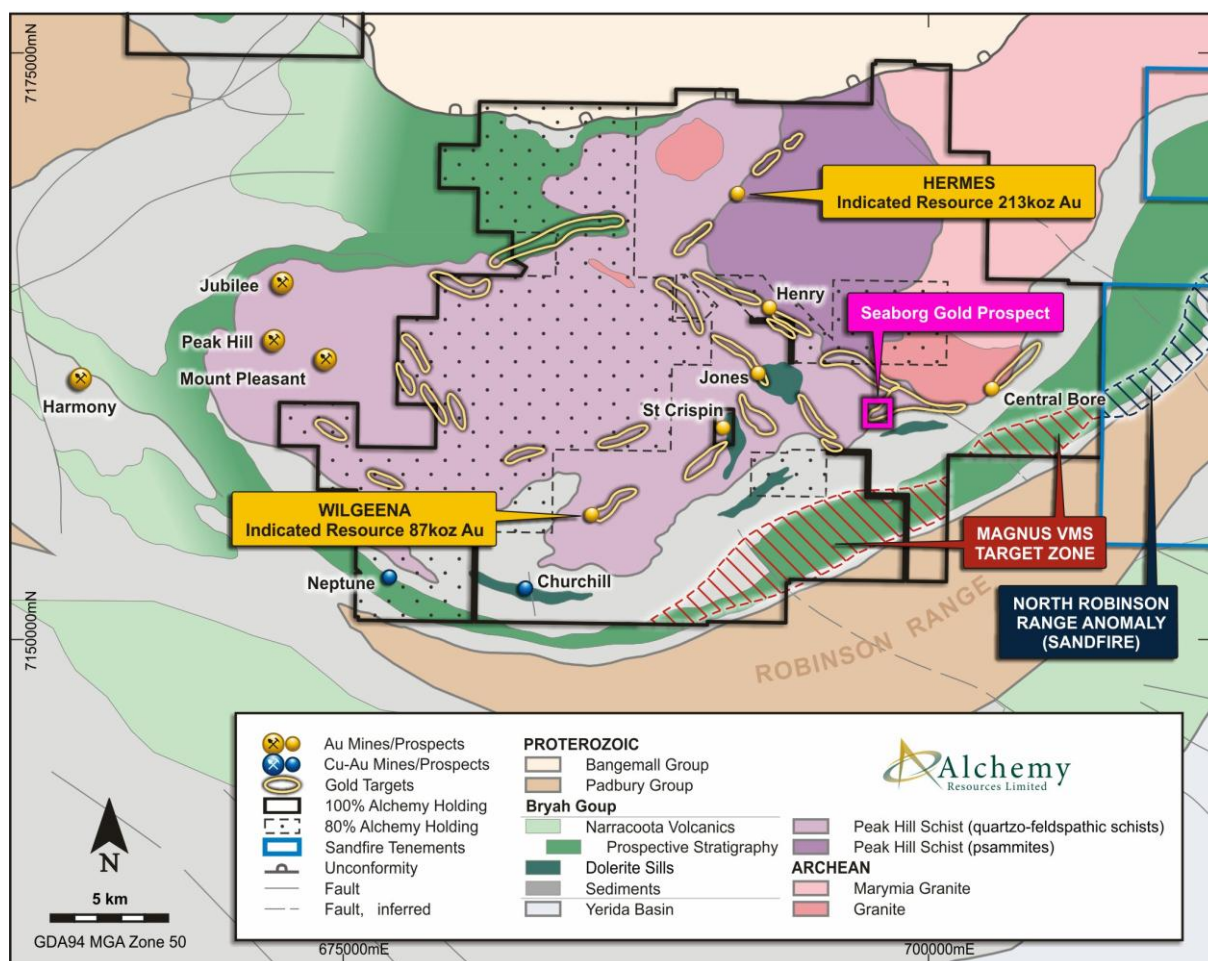 7175000mN
HERMES
Indicated Resource 213koz Au
Jubilee
Henry
Seaborg Gold Prospect
Peak Hill
Mount Pleasant
Jones
Harmony
Central Bore
St Crispin
WILGEENA
Indicated Resource 87koz Au
MAGNUS VMS
TARGET ZONE
Neptune
Churchill
NORTH ROBINSON
RANGE ANOMALY
(SANDFIRE)
7150000mN
ROBINSON RANGE
Au Mines/Prospects
Cu-Au Mines/Prospects
Gold Targets
100% Alchemy Holding
80% Alchemy Holding
Sandfire Tenements
Unconformity
Fault
Fault, inferred
PROTEROZOIC
Bangemall Group
Padbury Group
Bryah Goup
Narracoota Volcanics
Prospective Stratigraphy
Dolerite Sills
Sediments
Yerida Basin
Alchemy
Resources Limited
Peak Hill Schist (quartzo-feldspathic schists)
Peak Hill Schist (psammites)
ARCHEAN
Marymia Granite
Granite
N
5 km
GDA94 MGA Zone 50
675000mE
700000mE